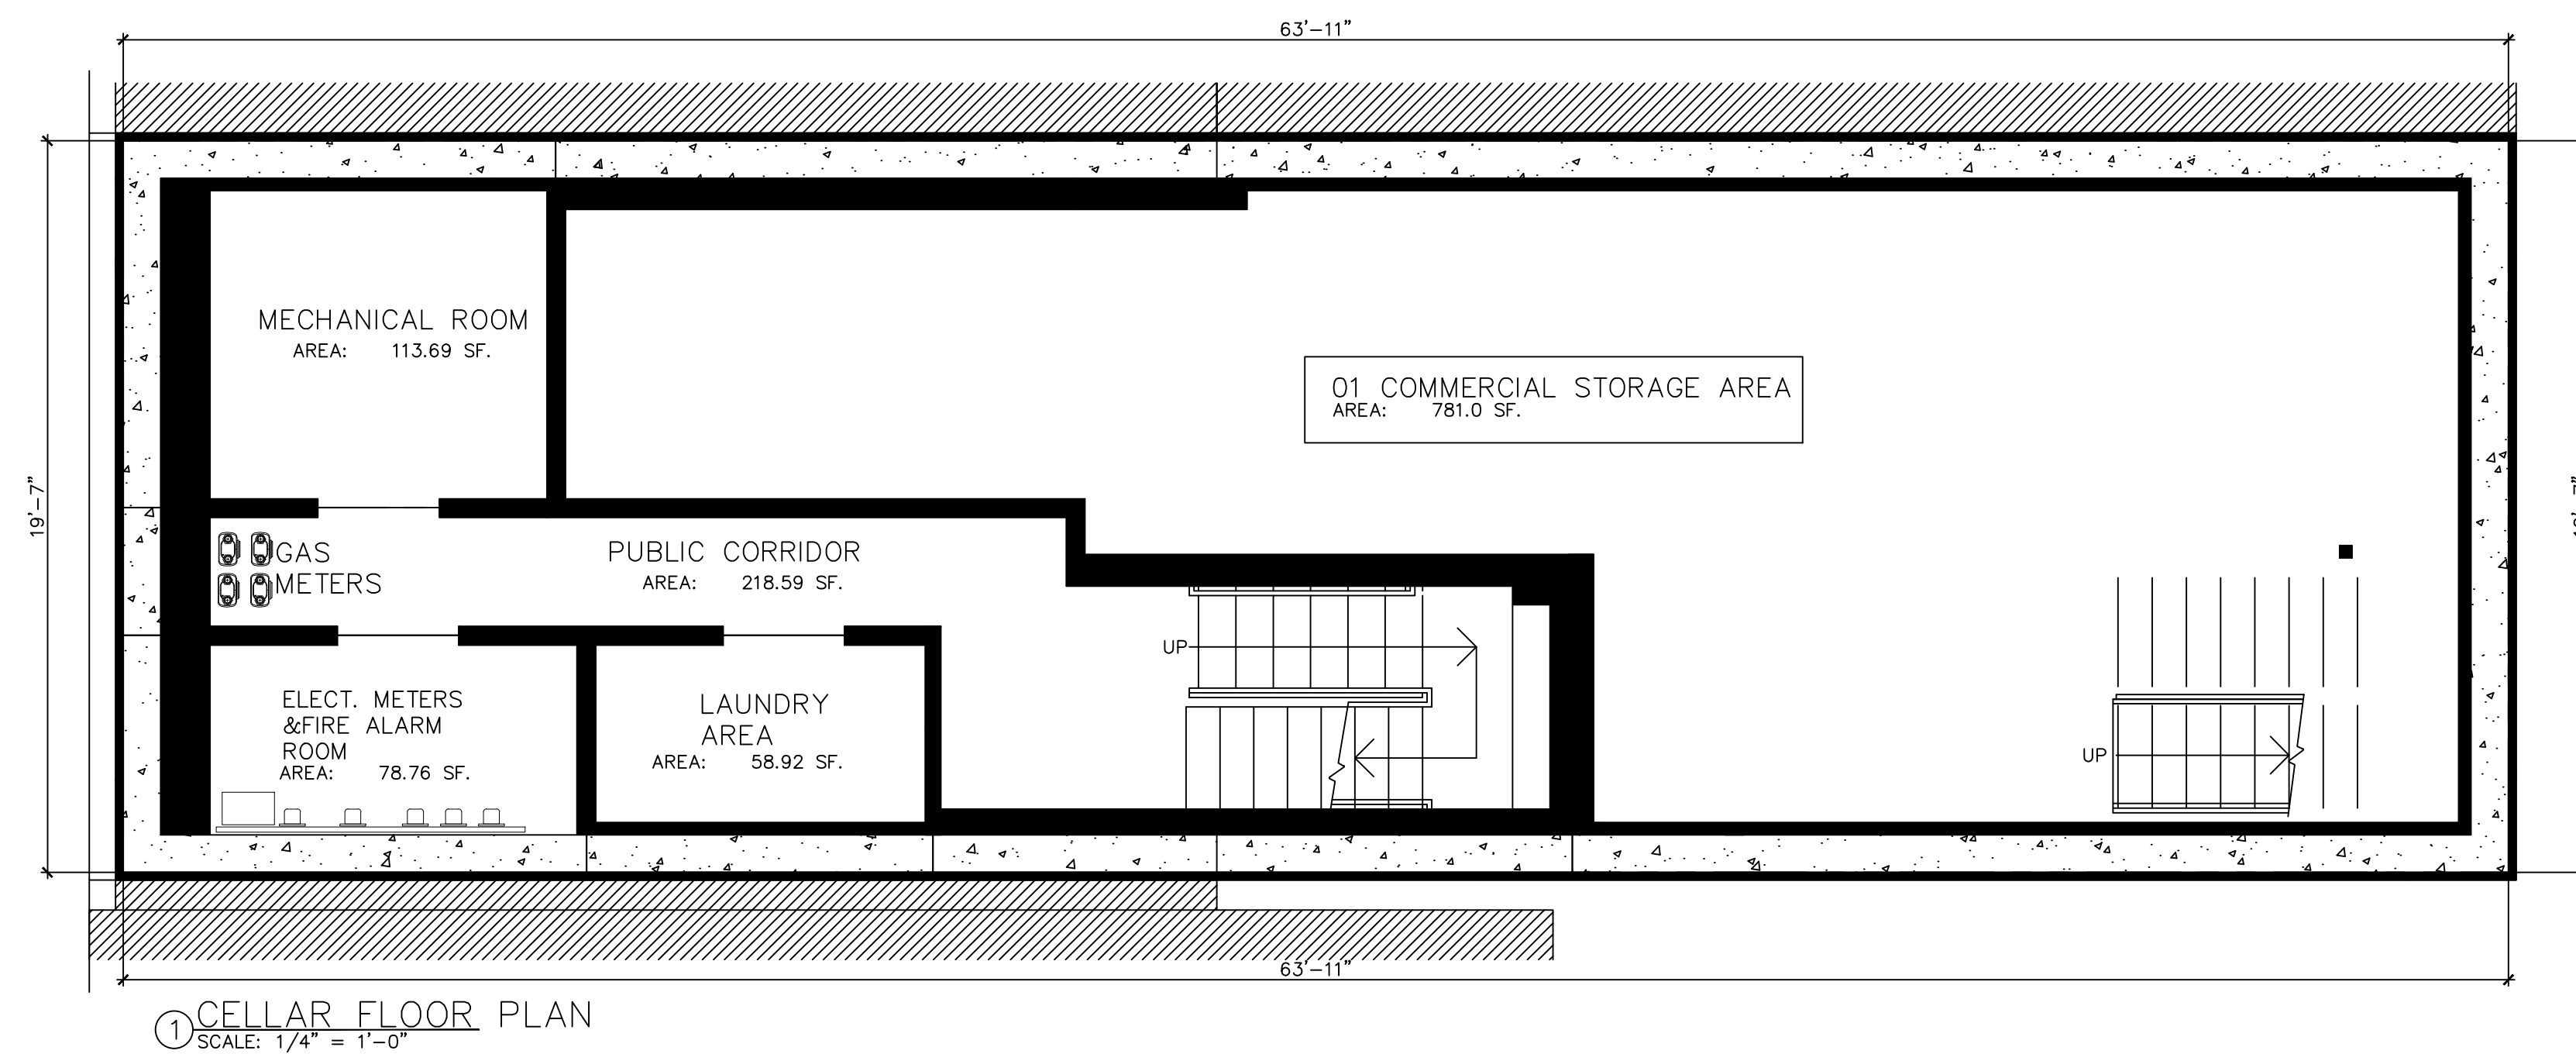 63'-11"
19'-7"
MECHANICAL ROOM
AREA: 113.69 SF.
01 COMMERCIAL STORAGE AREA
AREA: 781.0 SF.
GAS
METERS
PUBLIC CORRIDOR
AREA: 218.59 SF.
UP
ELECT. METERS
&FIRE ALARM
ROOM
AREA: 78.76 SF.
LAUNDRY
AREA
AREA: 58.92 SF.
UP
63'-11"
1 CELLAR FLOOR PLAN
SCALE: 1/4" = 1'-0"